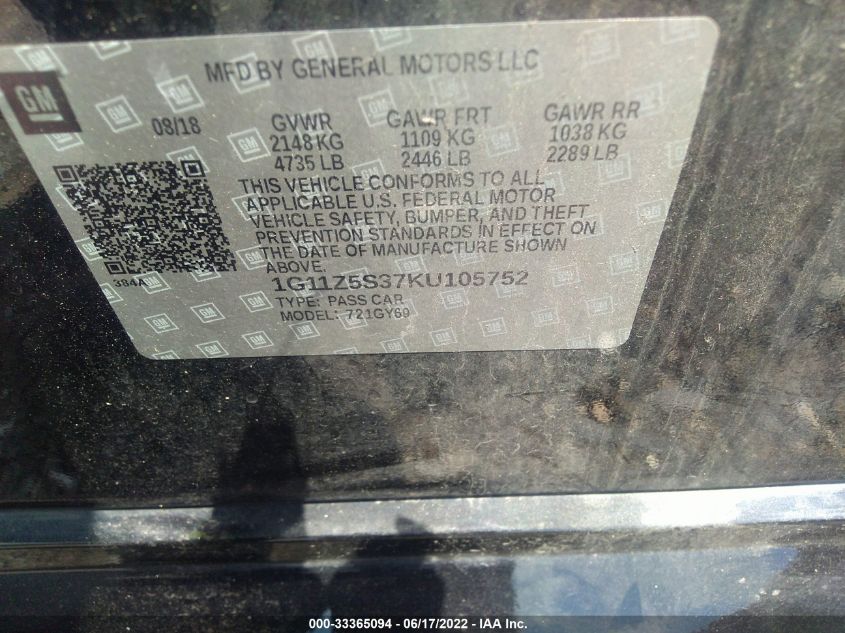 MFD BY GENERAL MOTORS LLC
GM
08/18
GVWR
2148 KG
4735 LB
GAWR FRT
1109 KG
2446 LB
GAWR RR
1038 KG
2289 LB
THIS VEHICLE CONFORMS TO ALL
APPLICABLE U.S. FEDERAL MOTOR
VEHICLE SAFETY, BUMPER, AND THEFT
PREVENTION STANDARDS IN EFFECT ON
THE DATE OF MANUFACTURE SHOWN
ABOVE.
384A
1G11Z5S37KU105752
TYPE: PASS CAR
MODEL: 721GY69
000-33365094 - 06/17/2022 - IAA Inc.